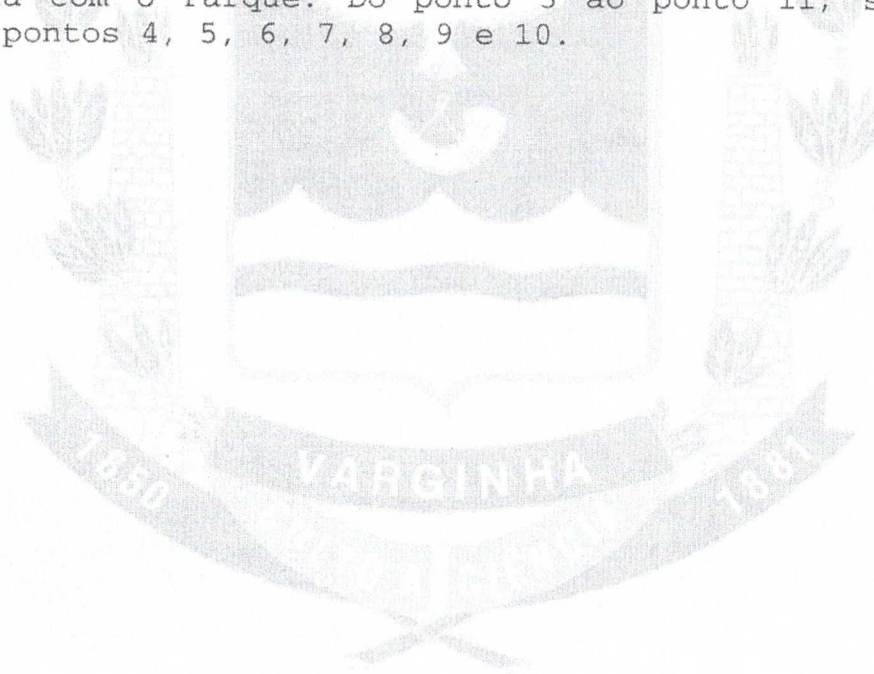 a com o Parque. Do ponto 3 ao ponto 11, s
pontos 4, 5, 6, 7, 8, 9 e 10.
VARGINHA
1850
1881